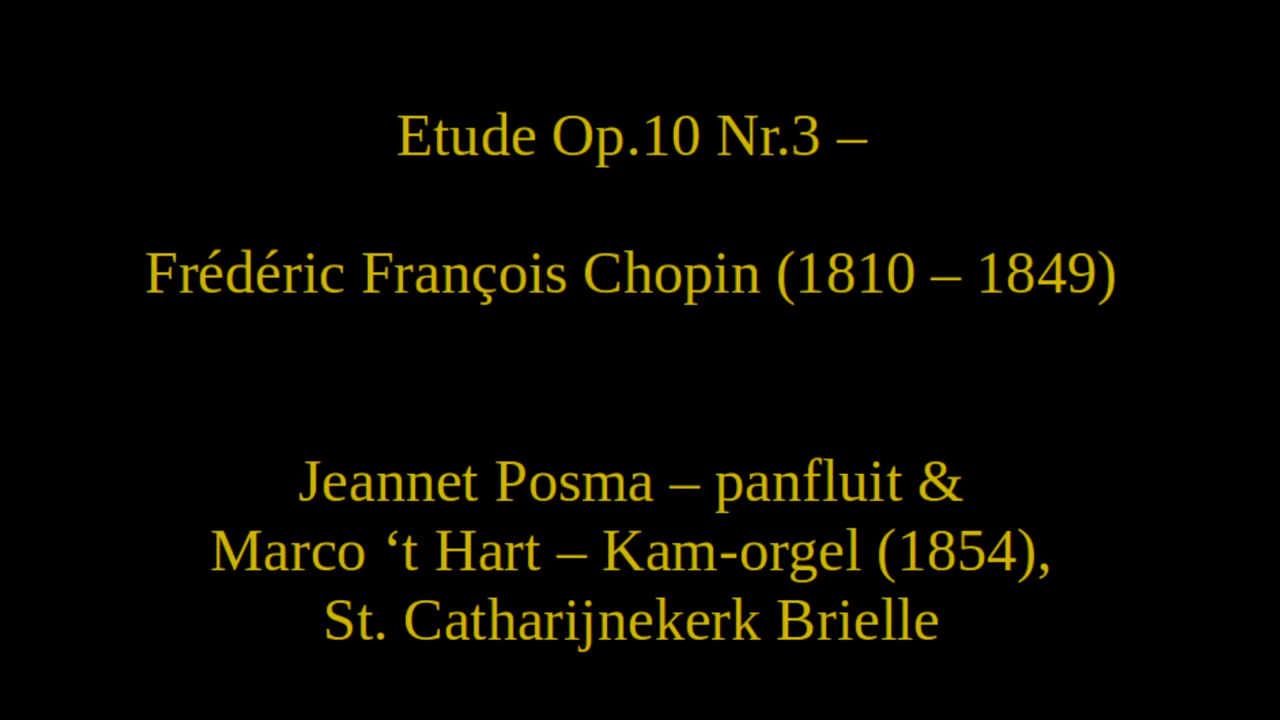 Etude Op.10 Nr.3 –
Frédéric François Chopin (1810 – 1849)
Jeannet Posma – panfluit &
Marco ‘t Hart – Kam-orgel (1854),
St. Catharijnekerk Brielle